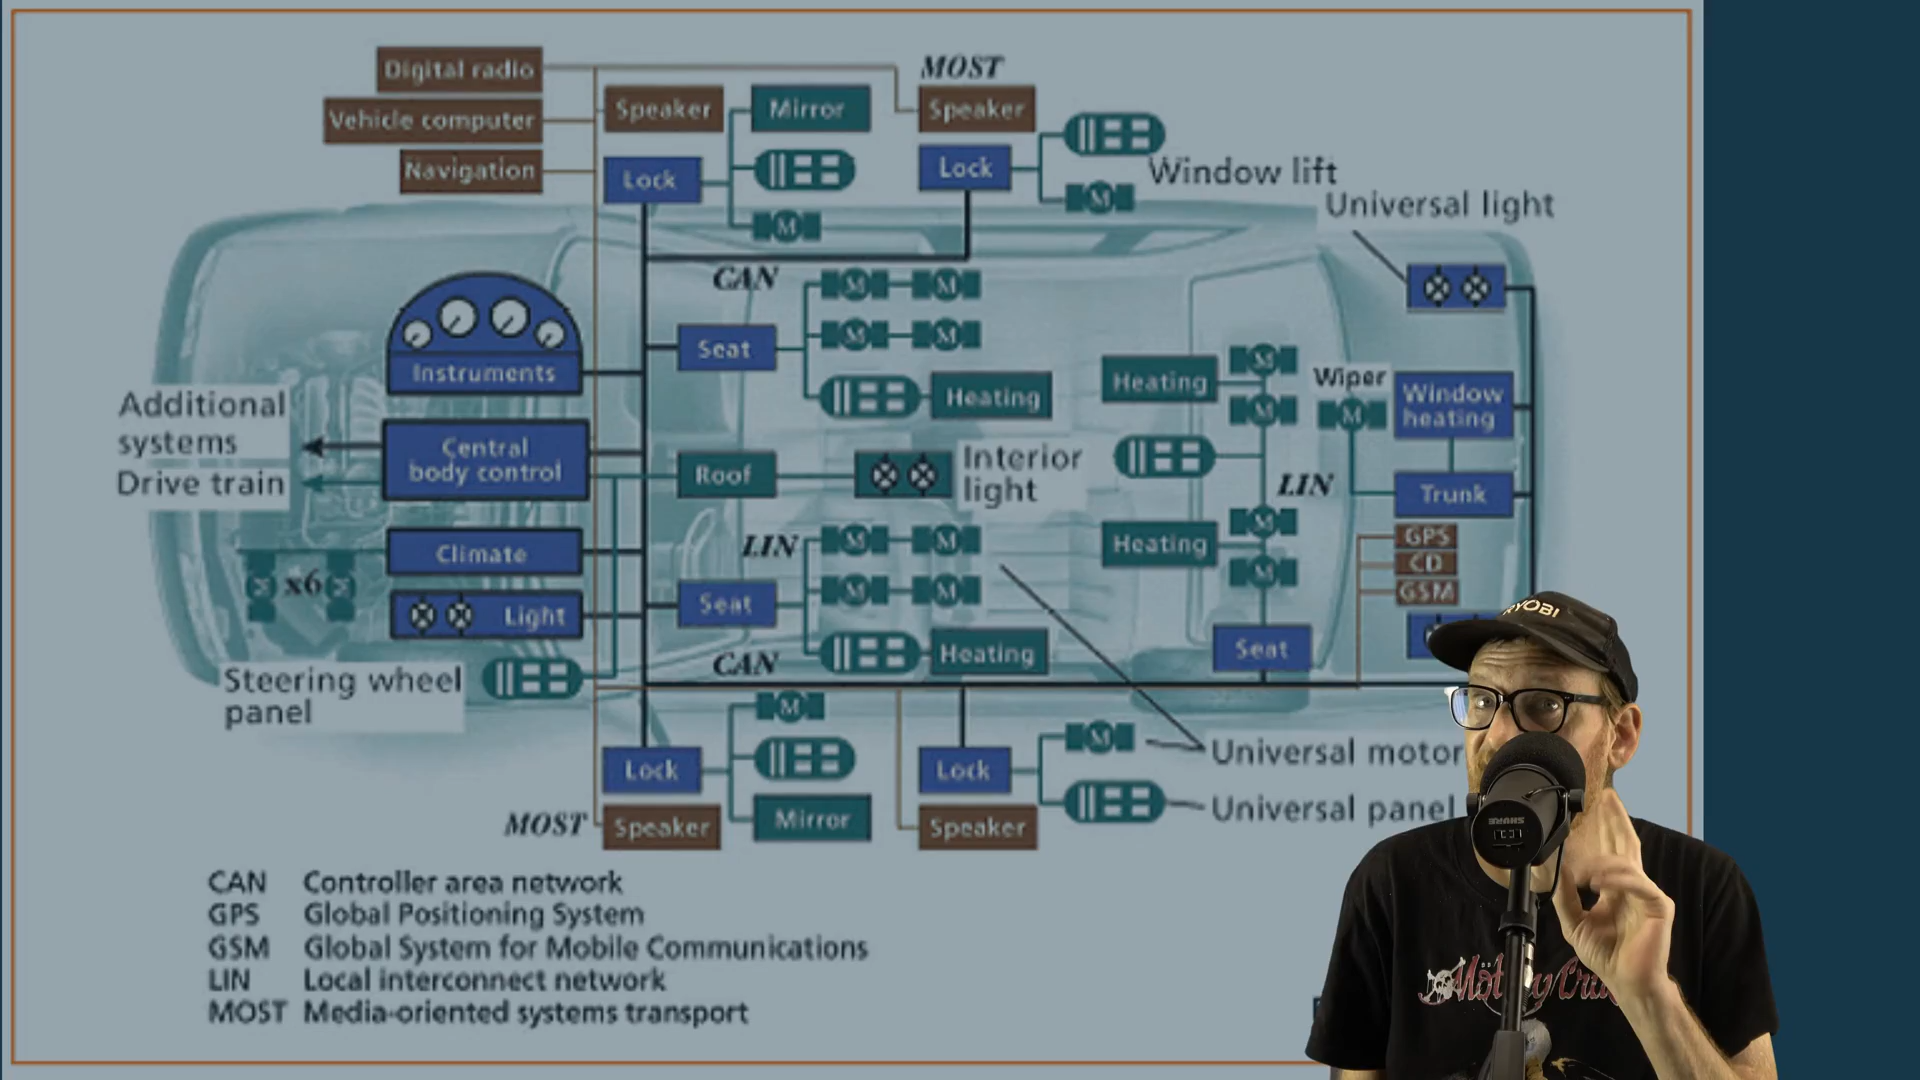 Digital radio
MOST
Speaker
Mirror
Speaker
Vehicle computer
Navigation
Lock
Lock
Window lift
M
M
Universal light
CAN
M
M
M
M
Seat
Instruments
Heating
Heating
M
M
Wiper
M
Window
heating
Additional
systems
Drive train
Central
body control
Roof
Interior
light
LIN
Trunk
GPS
CD
GSM
Climate
LIN
M
M
M
M
Heating
M
M
x6
Light
Seat
Heating
CAN
Seat
Steering wheel
panel
M
M
Universal motor
Lock
Lock
Universal panel
MOST
Speaker
Mirror
Speaker
CAN Controller area network
GPS Global Positioning System
GSM Global System for Mobile Communications
LIN Local interconnect network
MOST Media-oriented systems transport
RYOBI
SHURE